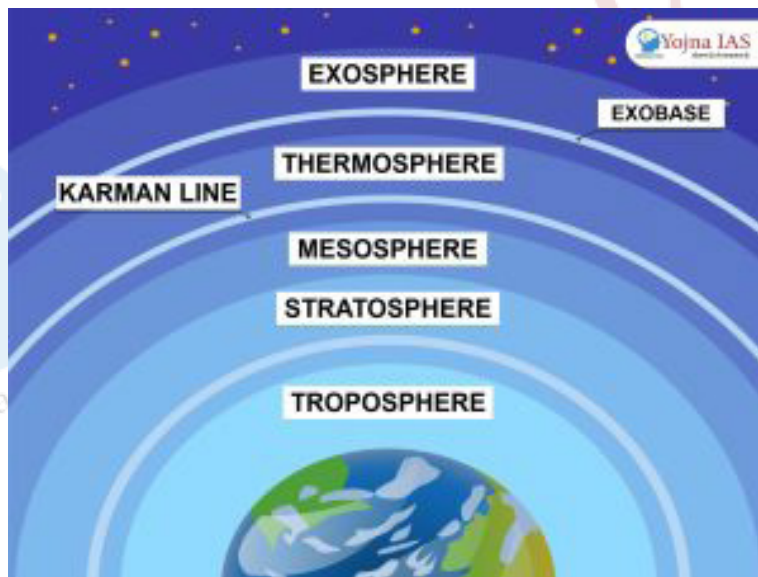 Yojna IAS
EXOSPHERE
EXOBASE
THERMOSPHERE
KARMAN LINE
MESOSPHERE
STRATOSPHERE
TROPOSPHERE